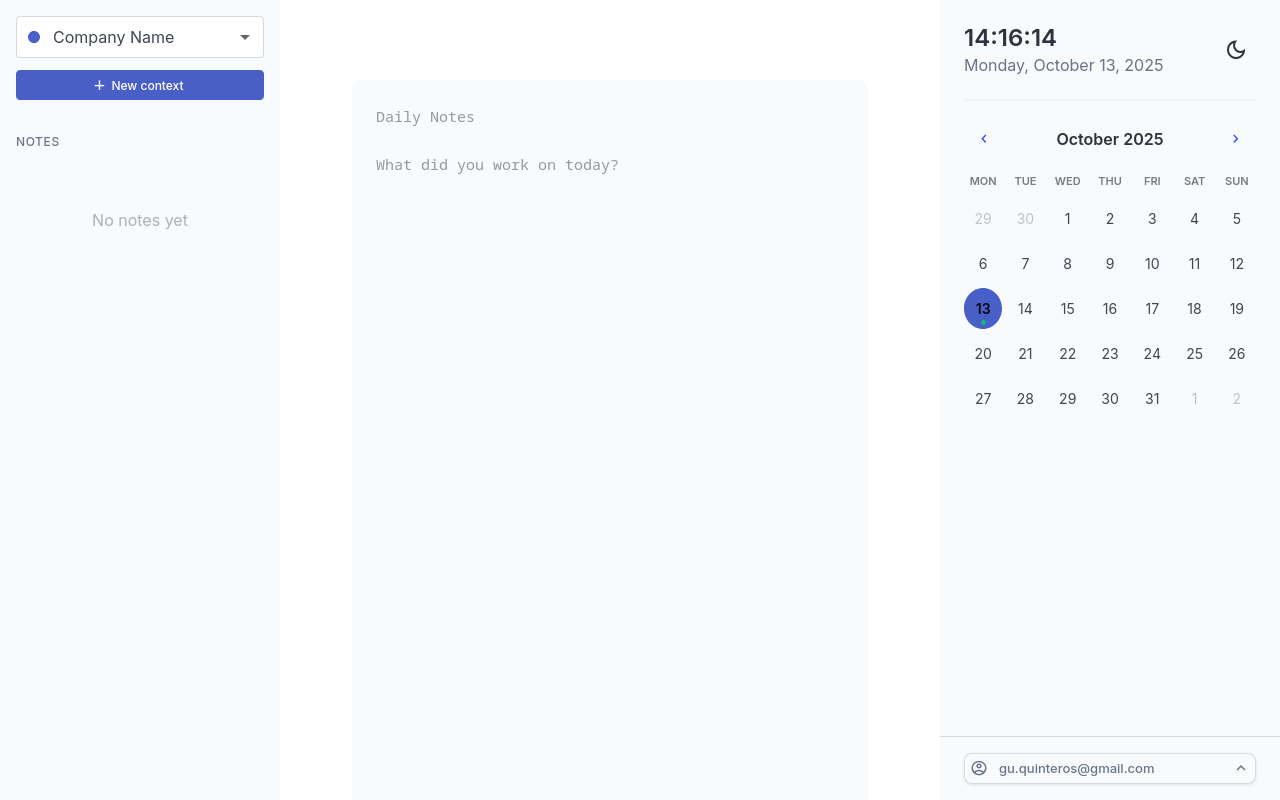 Company Name
New context
NOTES
No notes yet
Daily Notes
What did you work on today?
14:16:14
Monday, October 13, 2025
October 2025
MON TUE WED THU FRI SAT SUN
29 30 1 2 3 4 5
6 7 8 9 10 11 12
13 14 15 16 17 18 19
20 21 22 23 24 25 26
27 28 29 30 31 1 2
gu.quinteros@gmail.com